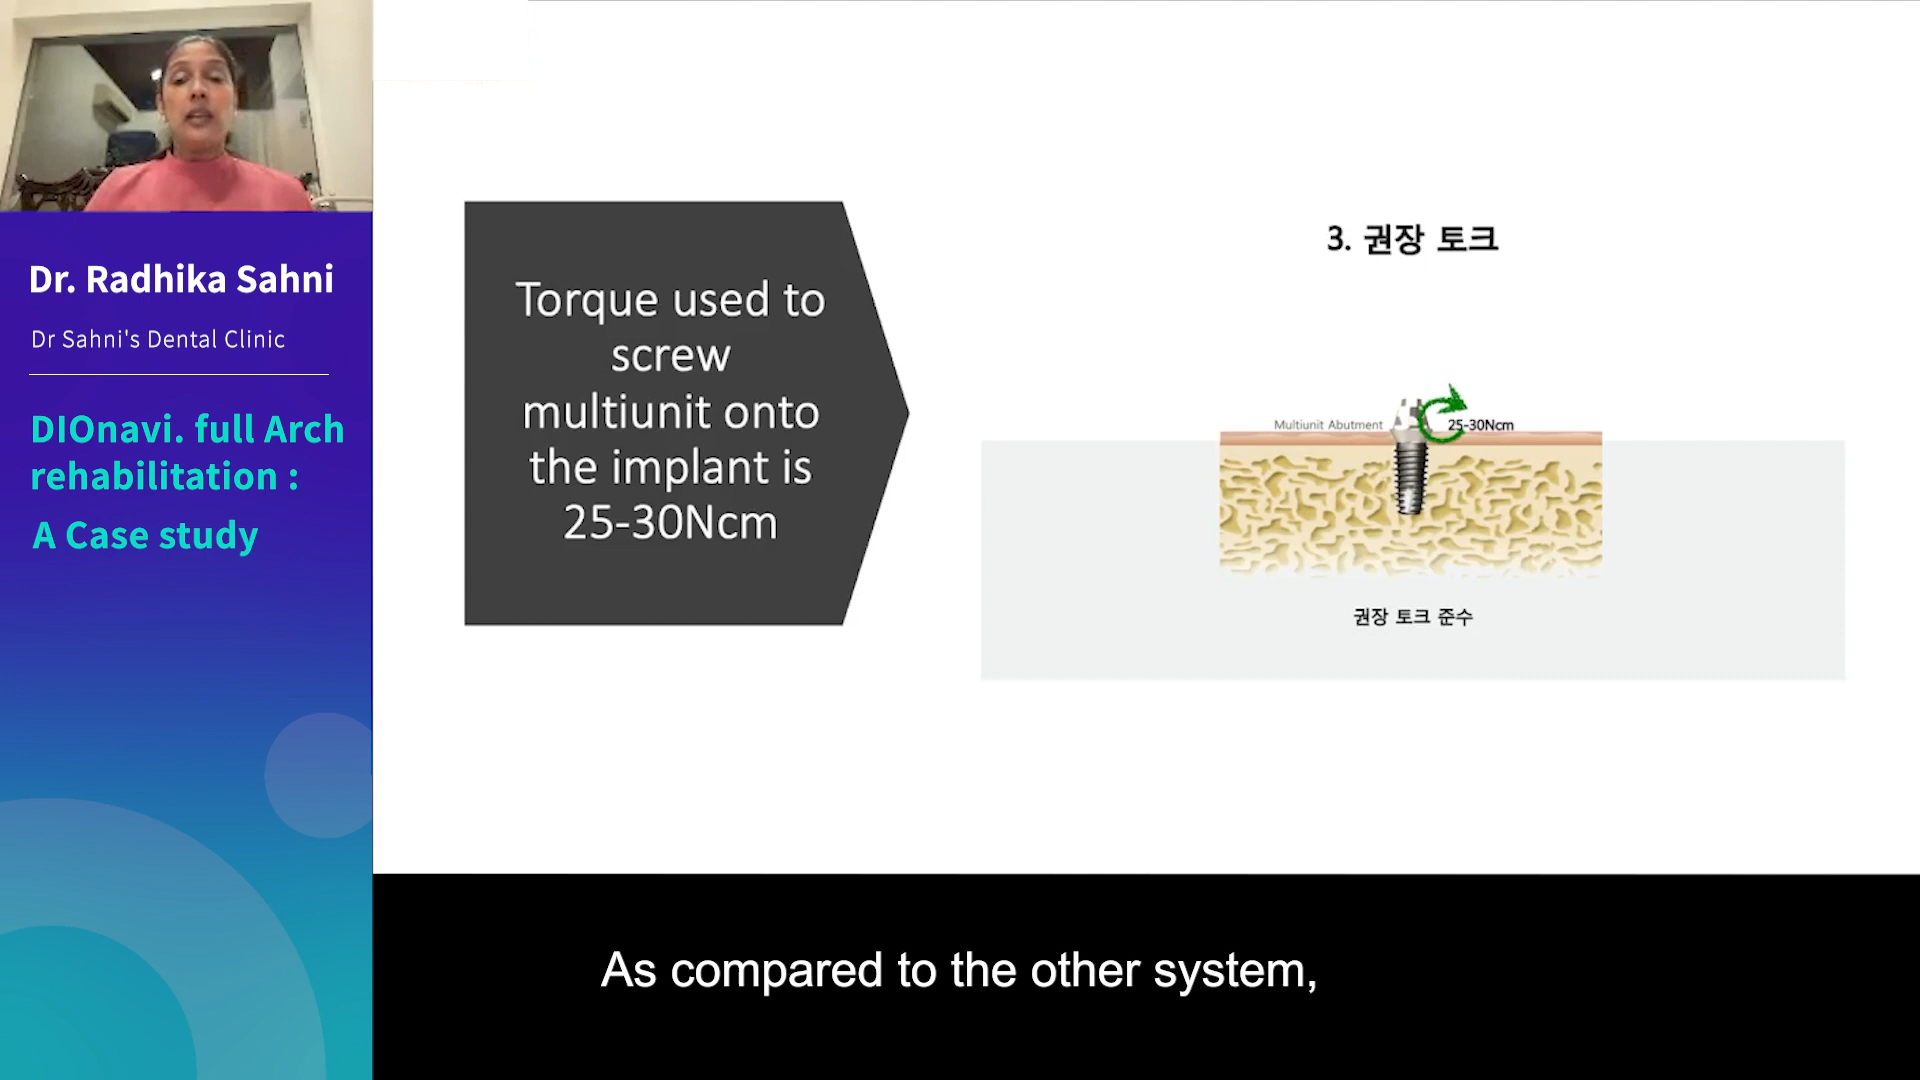 Dr. Radhika Sahni
Dr Sahni's Dental Clinic
DIOnavi. full Arch
rehabilitation :
A Case study
Torque used to
screw
multiunit onto
the implant is
25-30Ncm
3. 권장 토크
Multiunit Abutment
25-30Ncm
권장 토크 준수
As compared to the other system,